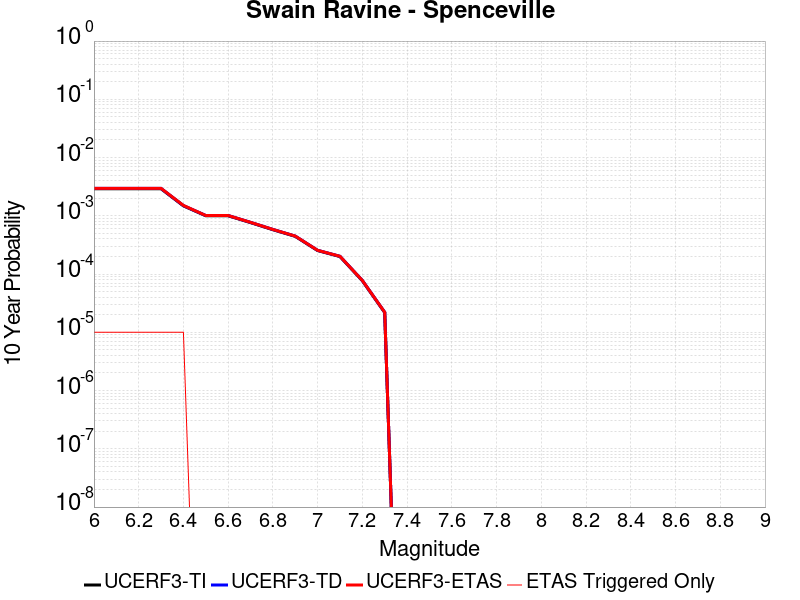 Swain Ravine - Spenceville
10^0
10^-1
10^-2
10^-3
10^-4
10^-5
10^-6
10^-7
10^-8
10 Year Probability
6 6.2 6.4 6.6 6.8 7 7.2 7.4 7.6 7.8 8 8.2 8.4 8.6 8.8 9
Magnitude
UCERF3-TI UCERF3-TD UCERF3-ETAS ETAS Triggered Only